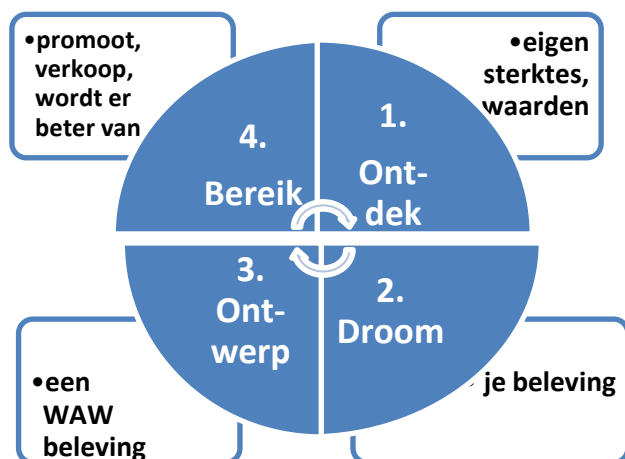 •promoot,
verkoop,
wordt er
beter van
•eigen
sterktes,
waarden
4.
Bereik
1.
Ont-
dek
3.
Ont-
werp
2.
Droom
•een
WAW
beleving
je beleving